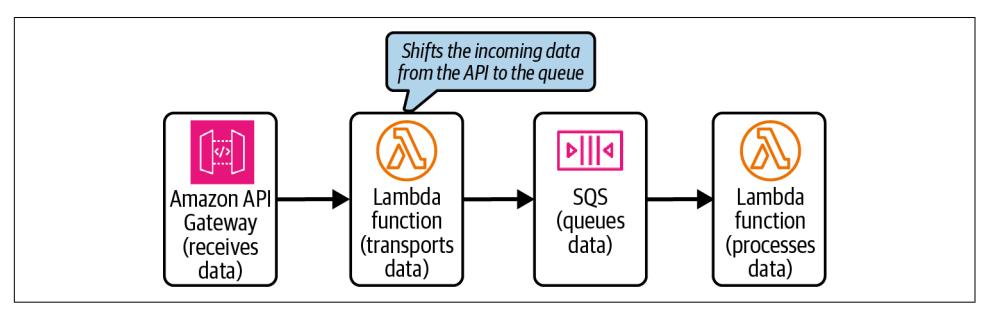 Shifts the incoming data
from the API to the queue
</>
Amazon API
Gateway
(receives
data)
Lambda
function
(transports
data)
SQS
(queues
data)
Lambda
function
(processes
data)